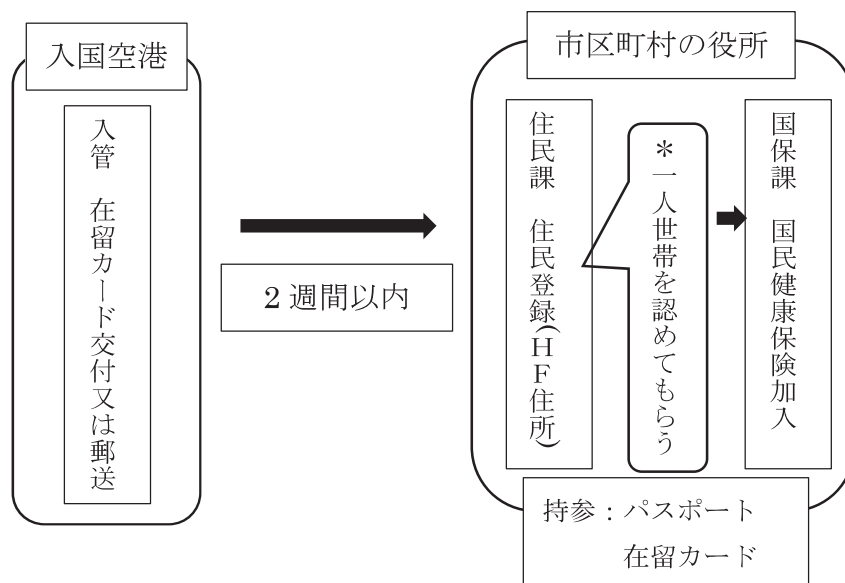 入国空港
入管　在留カード交付又は郵送
２週間以内
市区町村の役所
住民課　住民登録(ＨＦ住所)
＊一人世帯を認めてもらう
国保課　国民健康保険加入
持参：パスポート
在留カード